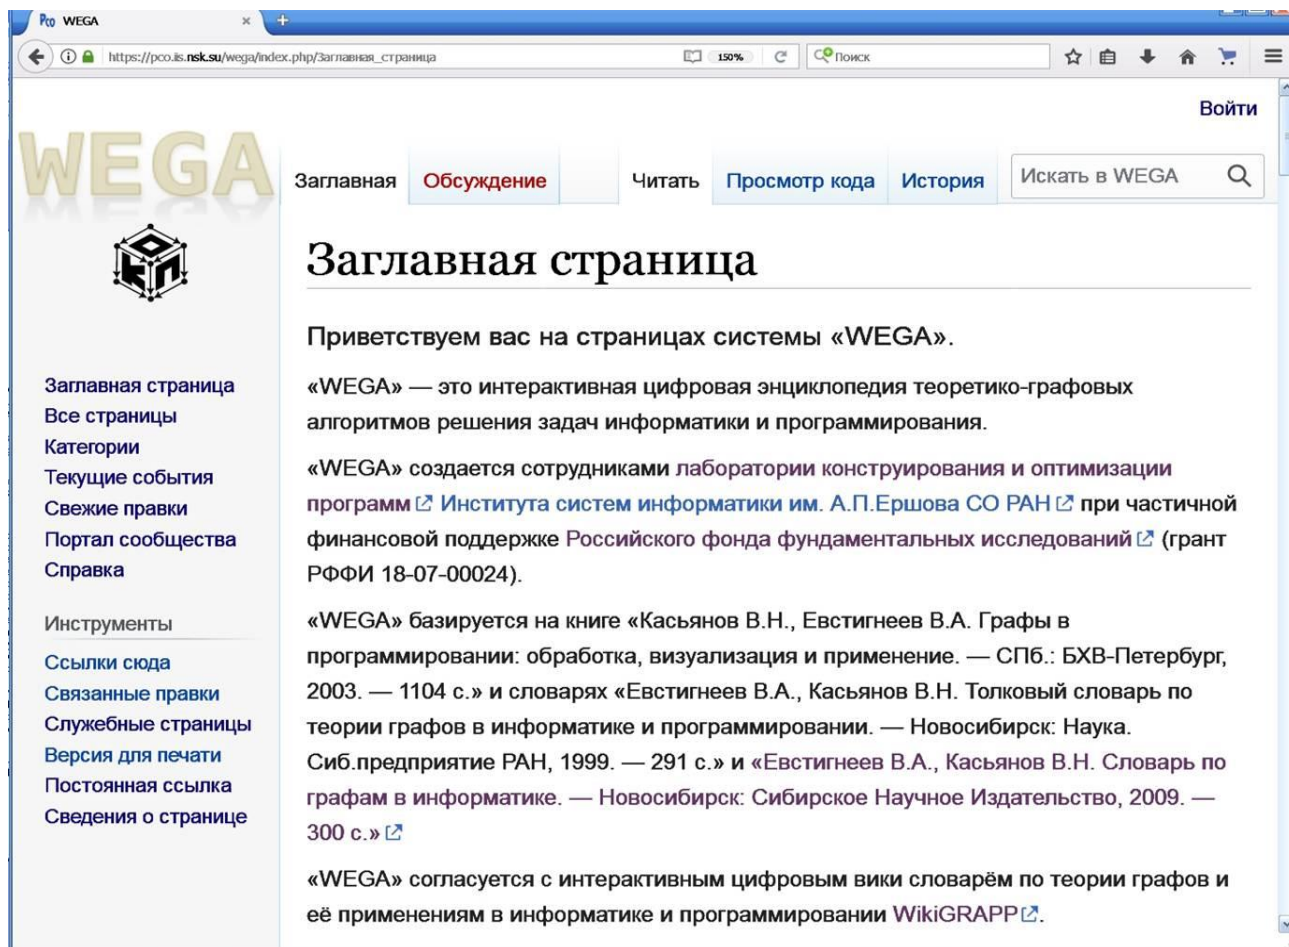 Pco WEGA
https://pco.iis.nsk.su/wega/index.php/Заглавная_страница
150%
Поиск
Войти
WEGA
Заглавная
Обсуждение
Читать
Просмотр кода
История
Искать в WEGA
Заглавная страница
Приветствуем вас на страницах системы «WEGA».
«WEGA» — это интерактивная цифровая энциклопедия теоретико-графовых
алгоритмов решения задач информатики и программирования.
«WEGA» создается сотрудниками лаборатории конструирования и оптимизации
программ Института систем информатики им. А.П.Ершова СО РАН при частичной
финансовой поддержке Российского фонда фундаментальных исследований (грант
РФФИ 18-07-00024).
«WEGA» базируется на книге «Касьянов В.Н., Евстигнеев В.А. Графы в
программировании: обработка, визуализация и применение. — СПб.: БХВ-Петербург,
2003. — 1104 с.» и словарях «Евстигнеев В.А., Касьянов В.Н. Толковый словарь по
теории графов в информатике и программировании. — Новосибирск: Наука.
Сиб.предприятие РАН, 1999. — 291 с.» и «Евстигнеев В.А., Касьянов В.Н. Словарь по
графам в информатике. — Новосибирск: Сибирское Научное Издательство, 2009. —
300 с.»
«WEGA» согласуется с интерактивным цифровым вики словарём по теории графов и
её применениям в информатике и программировании WikiGRAPP.
Заглавная страница
Все страницы
Категории
Текущие события
Свежие правки
Портал сообщества
Справка
Инструменты
Ссылки сюда
Связанные правки
Служебные страницы
Версия для печати
Постоянная ссылка
Сведения о странице